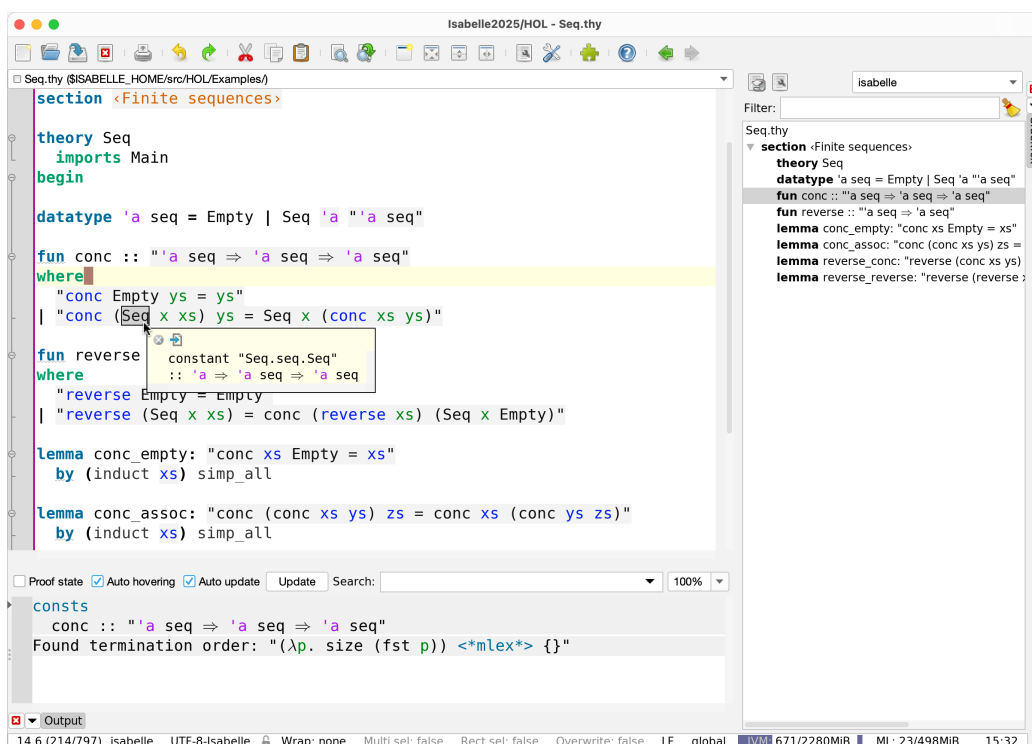 Isabelle2025/HOL - Seq.thy
Seq.thy ($ISABELLE_HOME/src/HOL/Examples/)
section ‹Finite sequences›
theory Seq
imports Main
begin
datatype 'a seq = Empty | Seq 'a "'a seq"
fun conc :: "'a seq ⇒ 'a seq ⇒ 'a seq"
where
"conc Empty ys = ys"
| "conc (Seq x xs) ys = Seq x (conc xs ys)"
constant "Seq.seq.Seq"
:: 'a ⇒ 'a seq ⇒ 'a seq
fun reverse
where
"reverse Empty = Empty
| "reverse (Seq x xs) = conc (reverse xs) (Seq x Empty)"
lemma conc_empty: "conc xs Empty = xs"
by (induct xs) simp_all
lemma conc_assoc: "conc (conc xs ys) zs = conc xs (conc ys zs)"
by (induct xs) simp_all
isabelle
Filter:
Seq.thy
section ‹Finite sequences›
theory Seq
datatype 'a seq = Empty | Seq 'a "'a seq"
fun conc :: "'a seq ⇒ 'a seq ⇒ 'a seq"
fun reverse :: "'a seq ⇒ 'a seq"
lemma conc_empty: "conc xs Empty = xs"
lemma conc_assoc: "conc (conc xs ys) zs =
lemma reverse_conc: "reverse (conc xs ys)
lemma reverse_reverse: "reverse (reverse
Proof state Auto hovering Auto update Update Search: 100%
consts
conc :: "'a seq ⇒ 'a seq ⇒ 'a seq"
Found termination order: "(λp. size (fst p)) <*mlex*> {}"
Output
14,6 (214/797) isabelle UTF-8-Isabelle Wrap: none Multi sel: false Rect sel: false Overwrite: false LF global JVM: 671/2280MiB ML: 23/498MiB 15:32